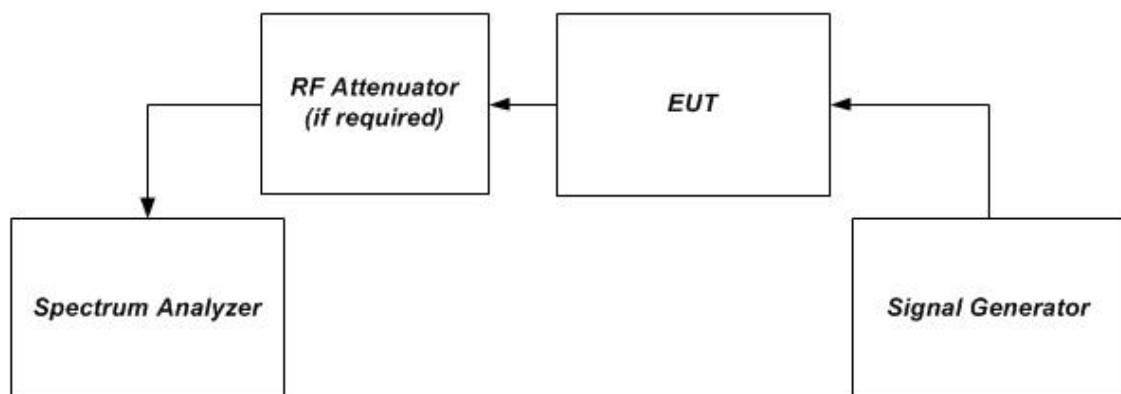 RF Attenuator
(if required)
EUT
Spectrum Analyzer
Signal Generator